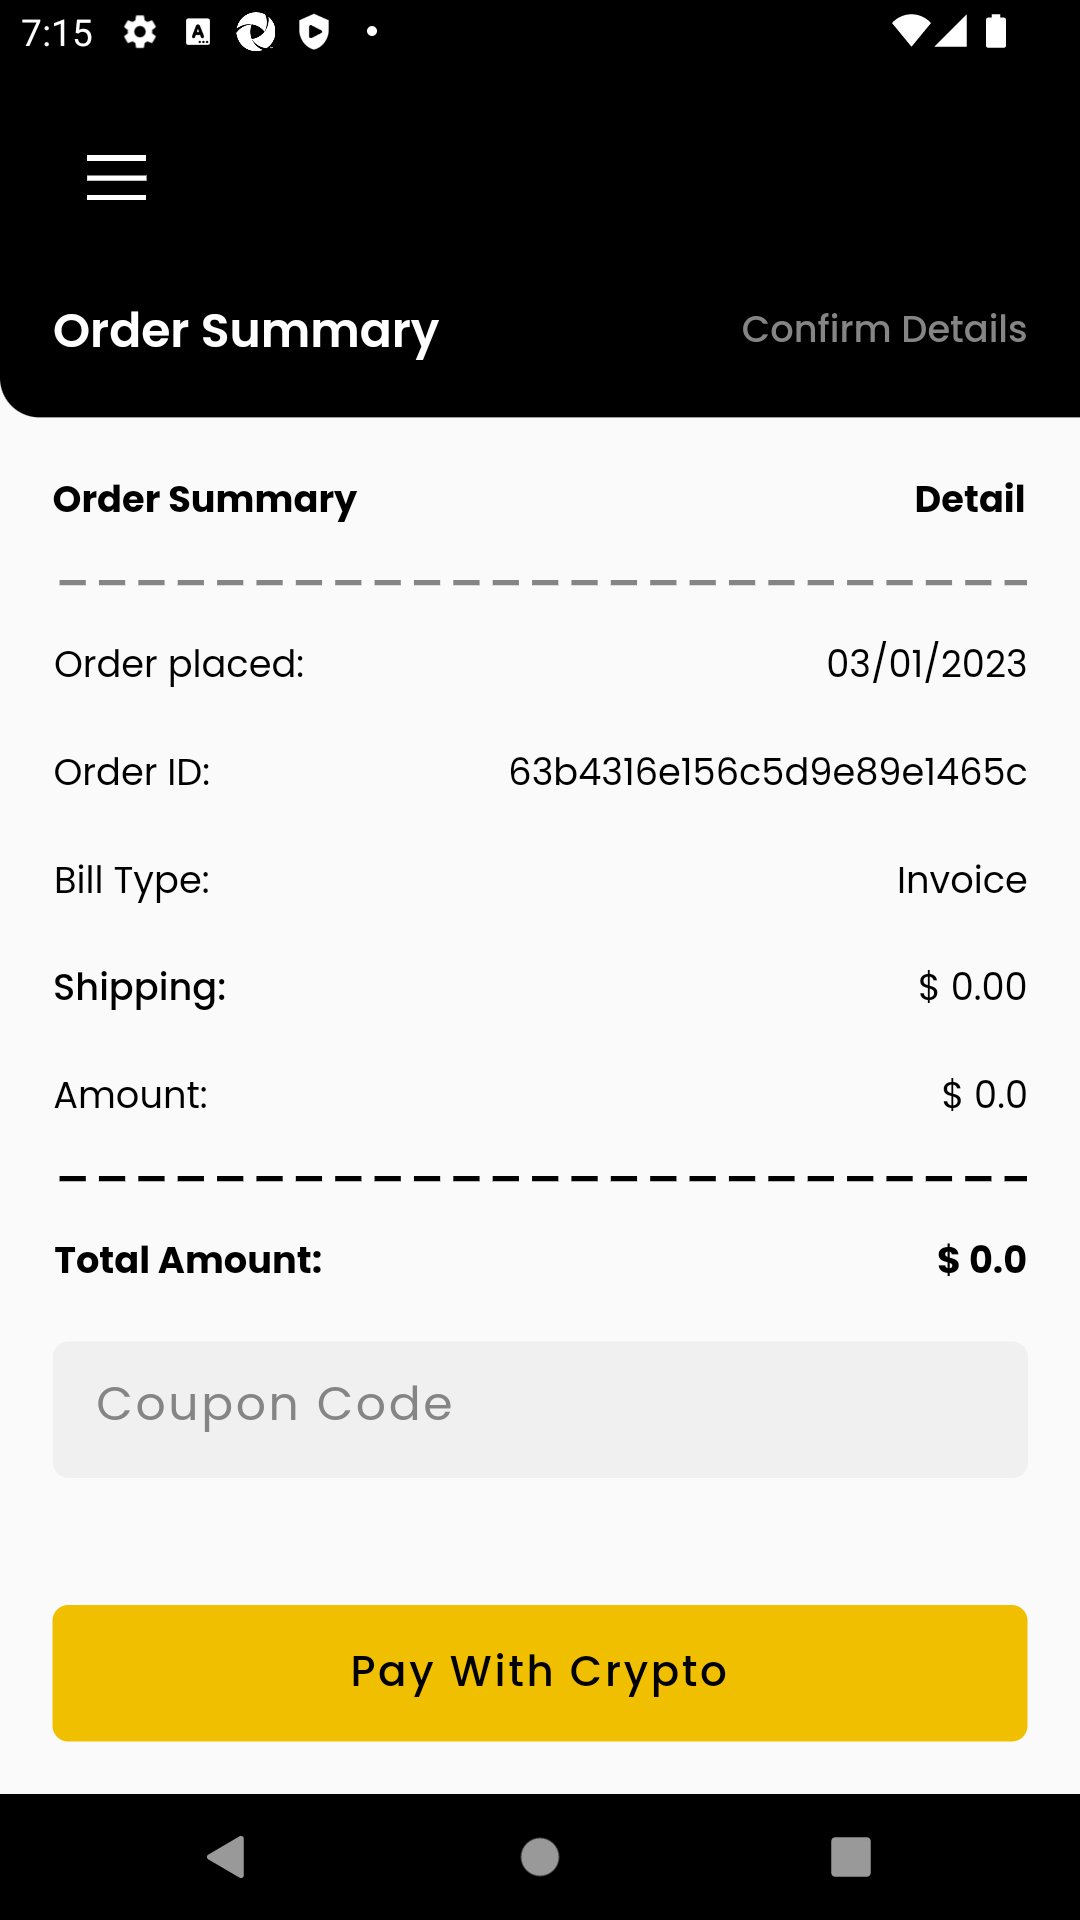 7:15
Order Summary Confirm Details
Order Summary Detail
Order placed: 03/01/2023
Order ID: 63b4316e156c5d9e89e1465c
Bill Type: Invoice
Shipping: $ 0.00
Amount: $ 0.0
Total Amount: $ 0.0
Coupon Code
Pay With Crypto